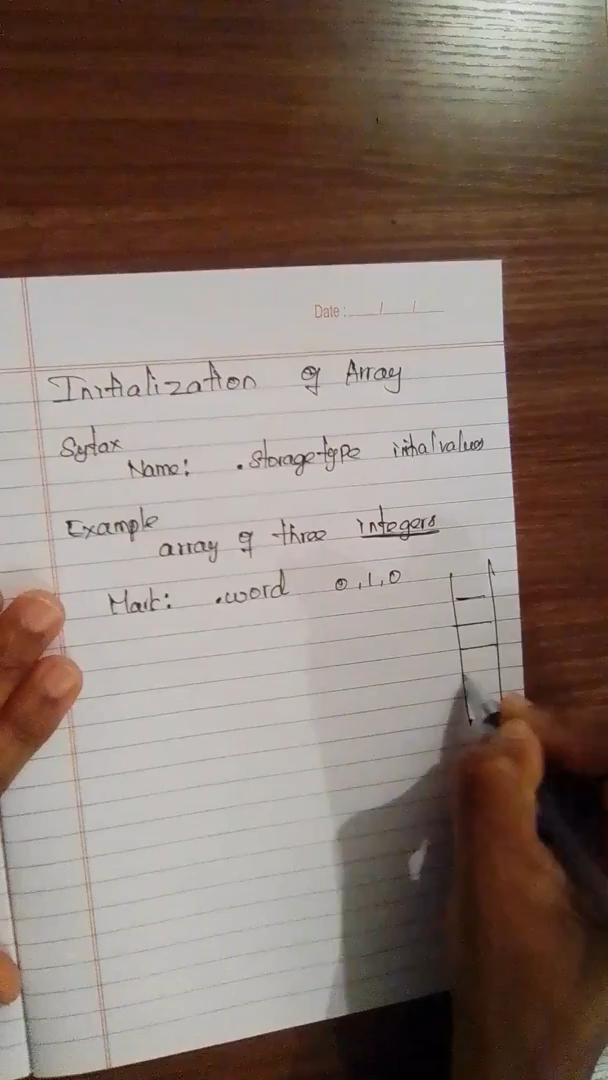 Date : / /
Initialization of Array
Sytax
Name: .storage-type initial values
Example
array of three integers
Mark: .word 0,1,0